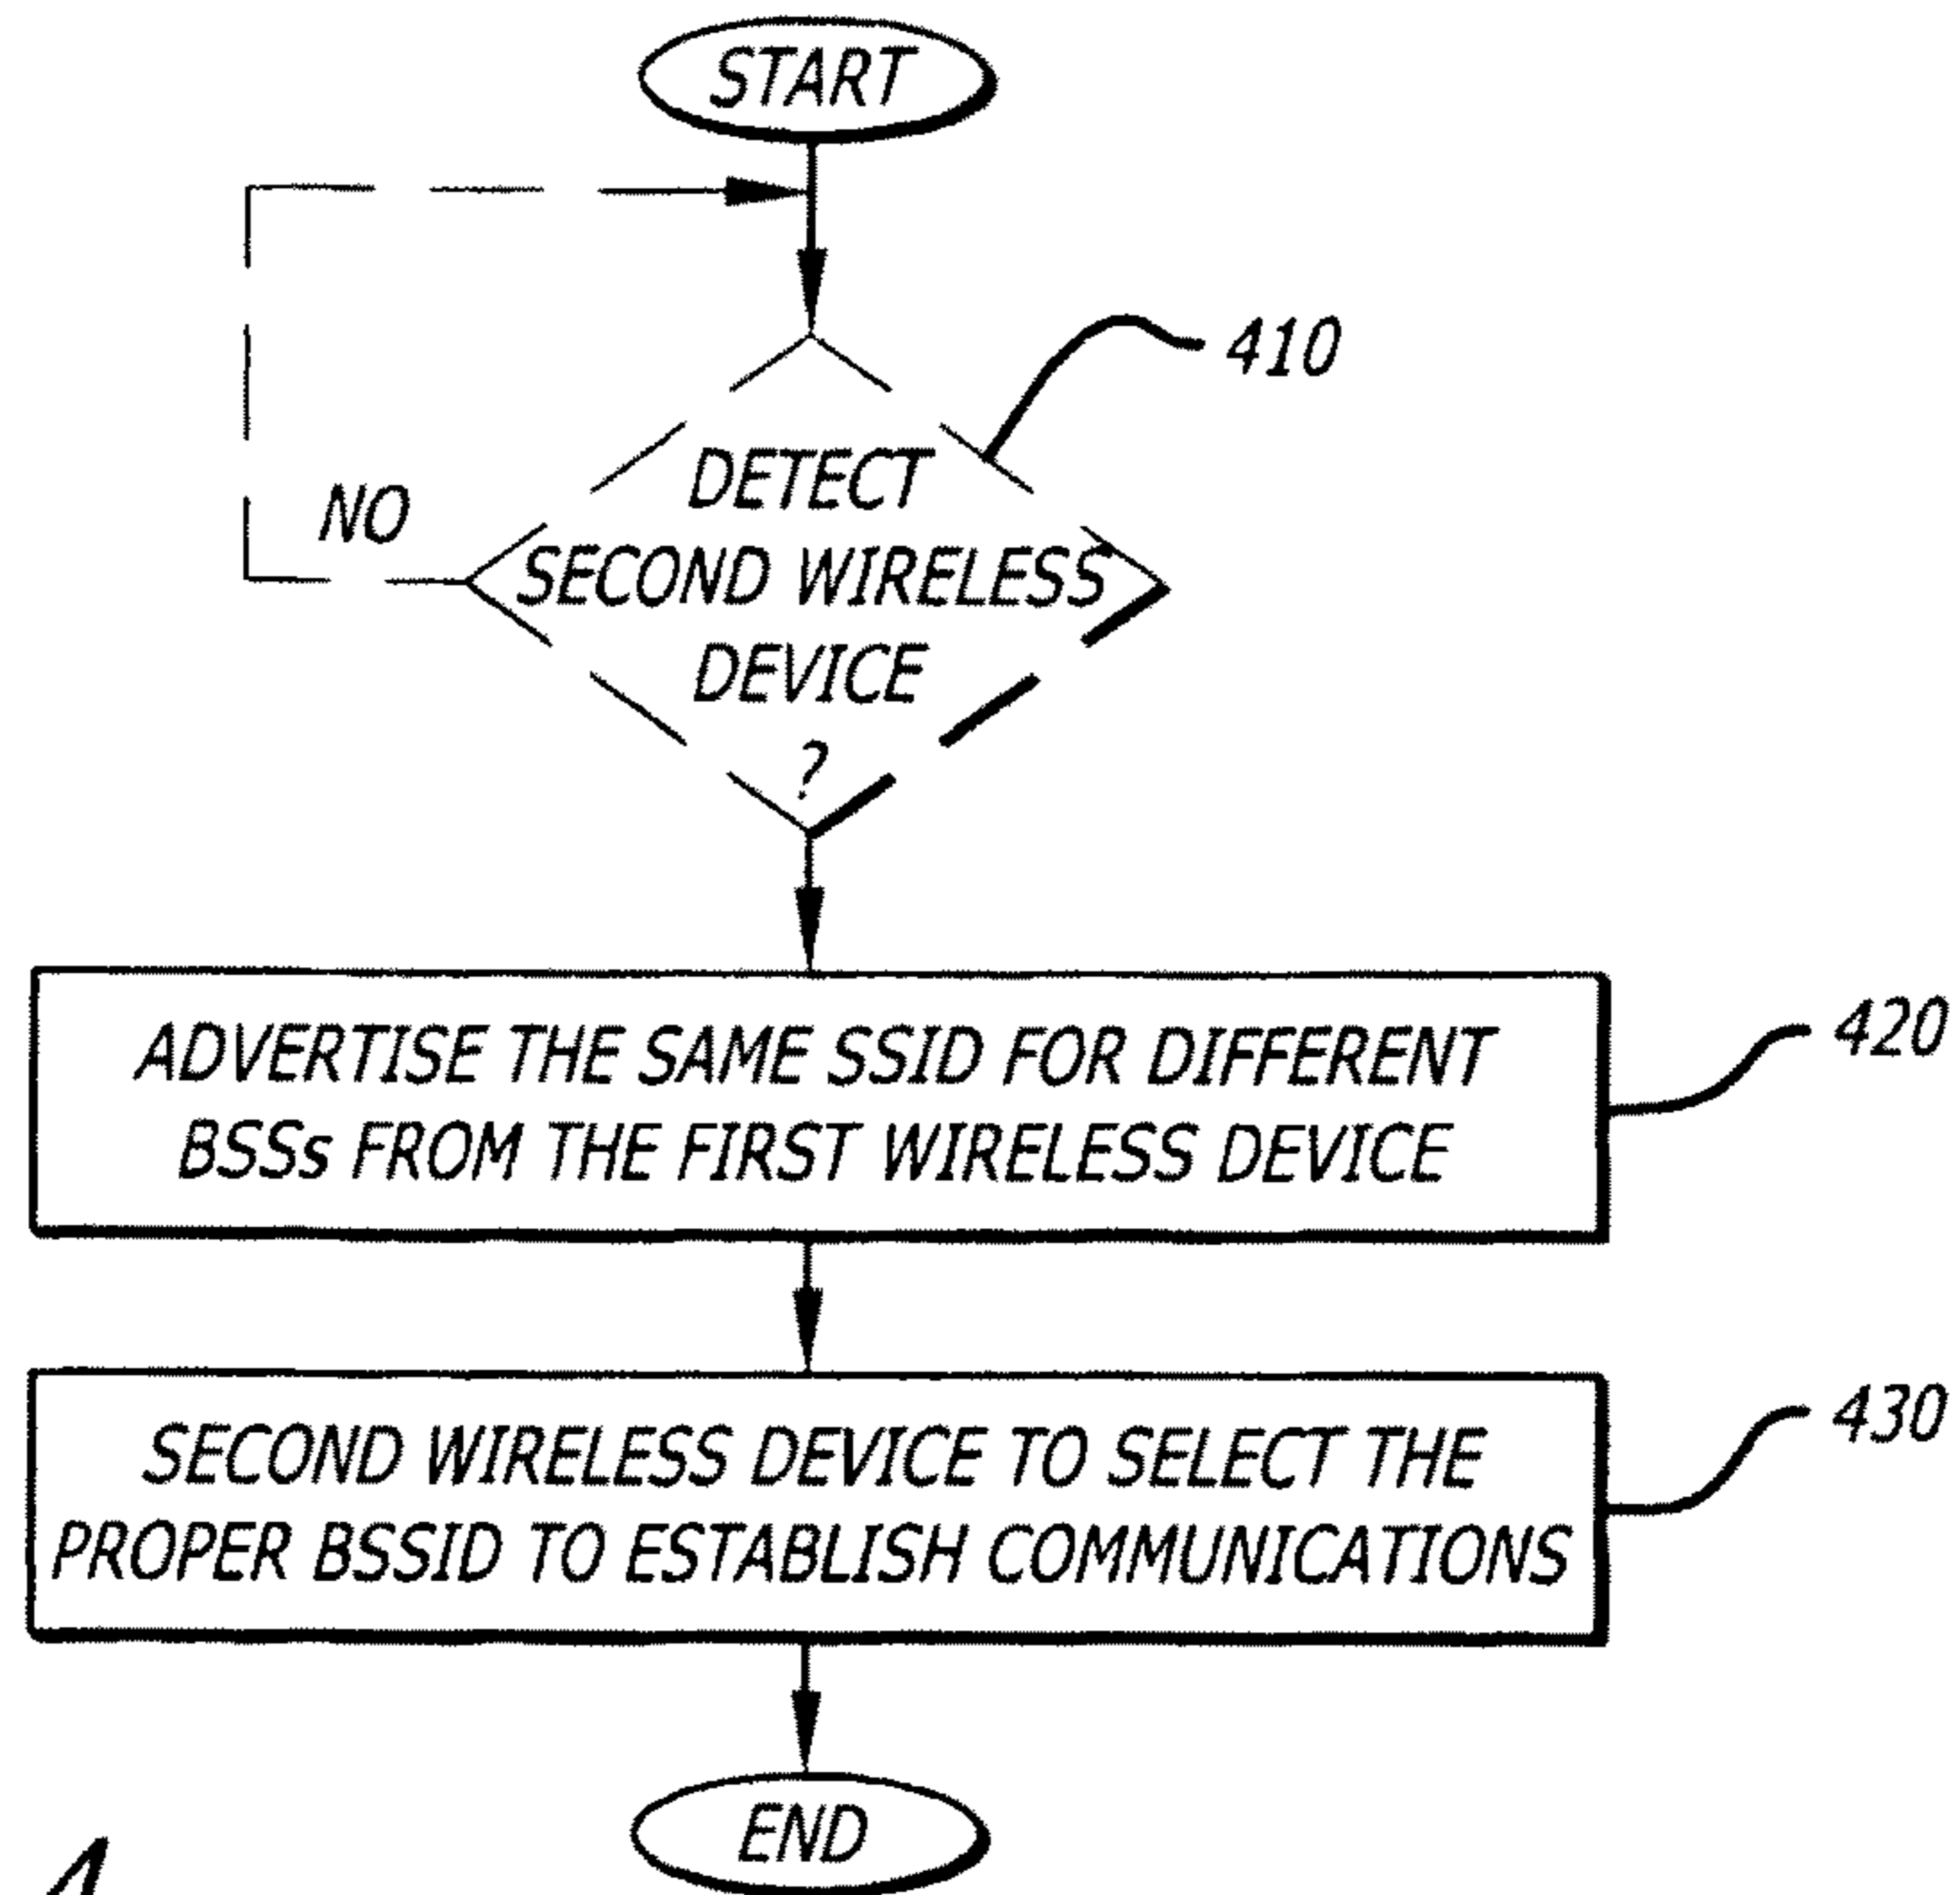 START
410
NO
DETECT
SECOND WIRELESS
DEVICE
?
ADVERTISE THE SAME SSID FOR DIFFERENT
BSSs FROM THE FIRST WIRELESS DEVICE
420
SECOND WIRELESS DEVICE TO SELECT THE
PROPER BSSID TO ESTABLISH COMMUNICATIONS
430
END